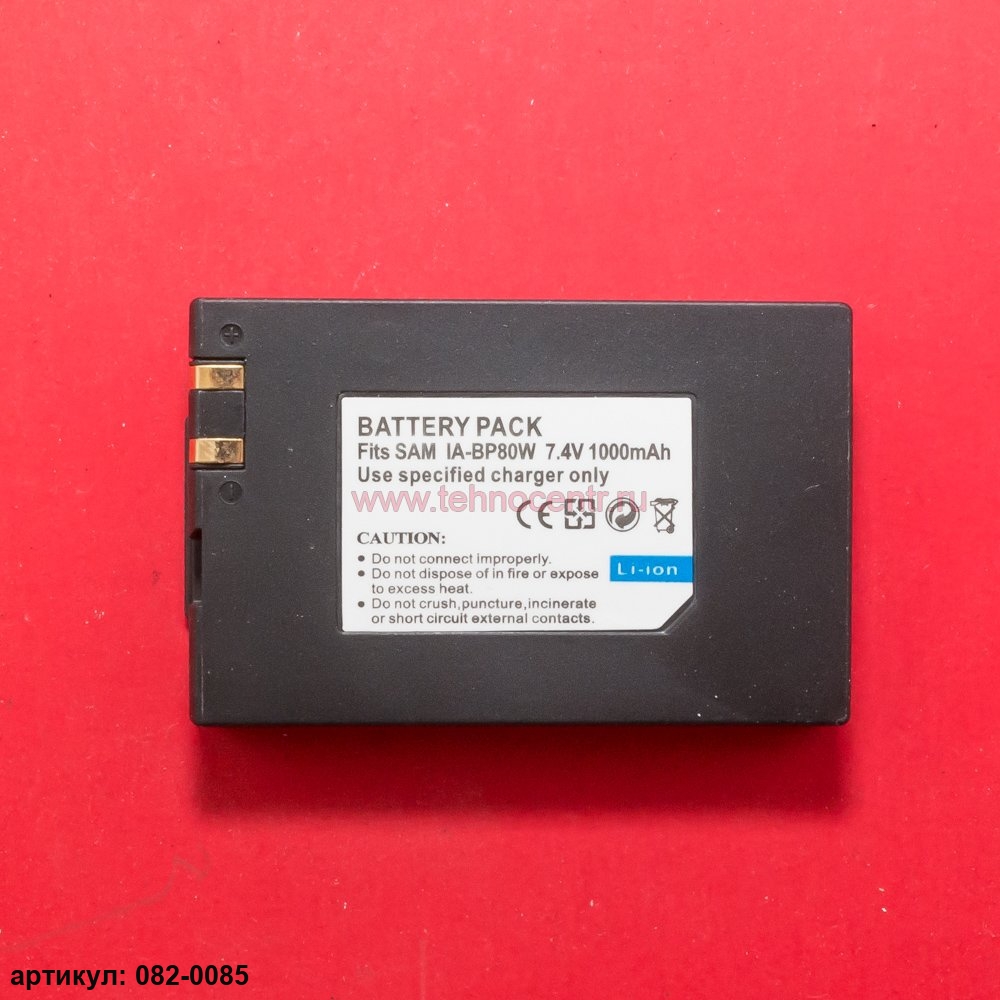 BATTERY PACK
Fits SAM IA-BP80W 7.4V 1000mAh
Use specified charger only
www.tehnocentr.ru
CAUTION:
• Do not connect improperly.
• Do not dispose of in fire or expose
to excess heat.
• Do not crush,puncture,incinerate
or short circuit external contacts.
Li-ion
артикул: 082-0085